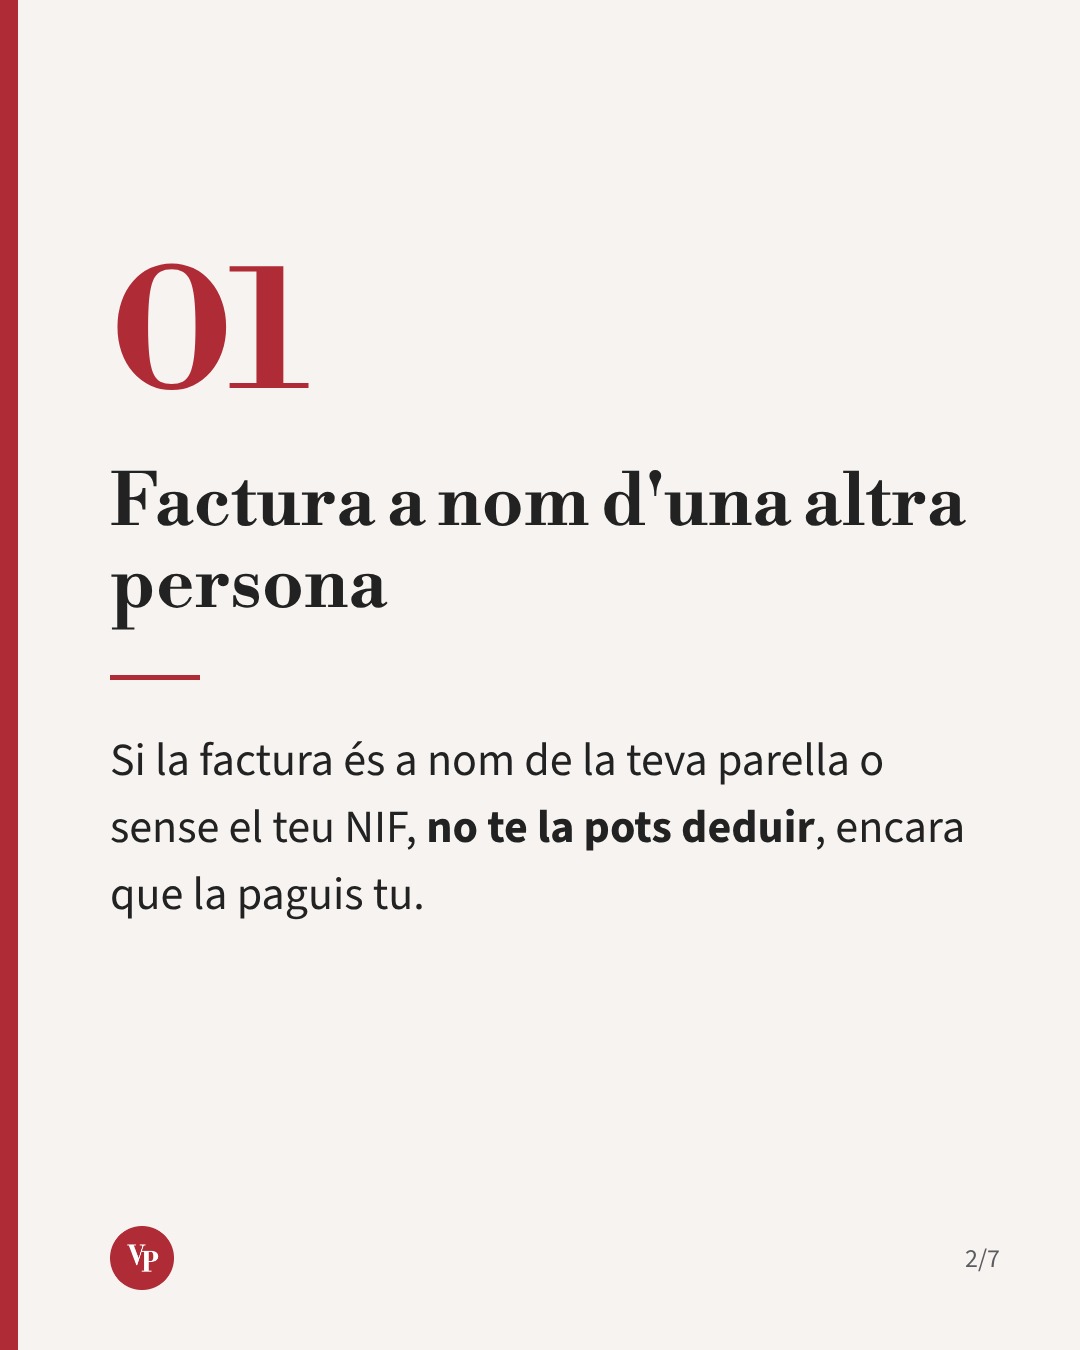 01
Factura a nom d'una altra
persona
Si la factura és a nom de la teva parella o
sense el teu NIF, no te la pots deduir, encara
que la paguis tu.
VP
2/7